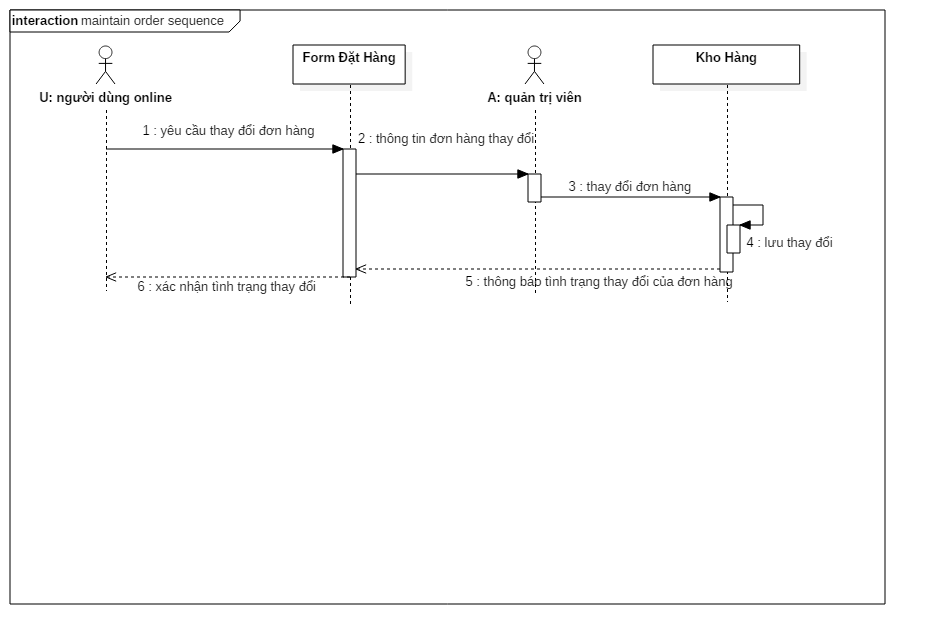 interaction maintain order sequence
Form Đặt Hàng
Kho Hàng
U: người dùng online
A: quản trị viên
1 : yêu cầu thay đổi đơn hàng
2 : thông tin đơn hàng thay đổi
3 : thay đổi đơn hàng
4 : lưu thay đổi
5 : thông báo tình trạng thay đổi của đơn hàng
6 : xác nhận tình trạng thay đổi